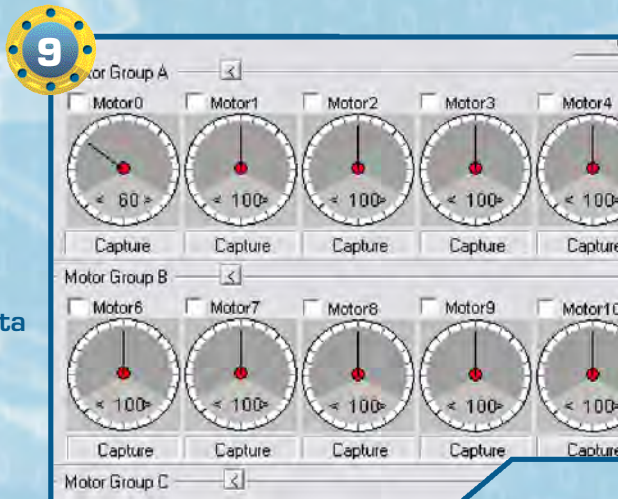 9
tor Group A <
Motor0 Motor1 Motor2 Motor3 Motor4
< 60 > < 100> < 100> < 100> < 100
Capture Capture Capture Capture Capture
Motor Group B <
ta
Motor6 Motor7 Motor8 Motor9 Motor10
< 100> < 100> < 100> < 100> < 100
Capture Capture Capture Capture Capture
Motor Group C <